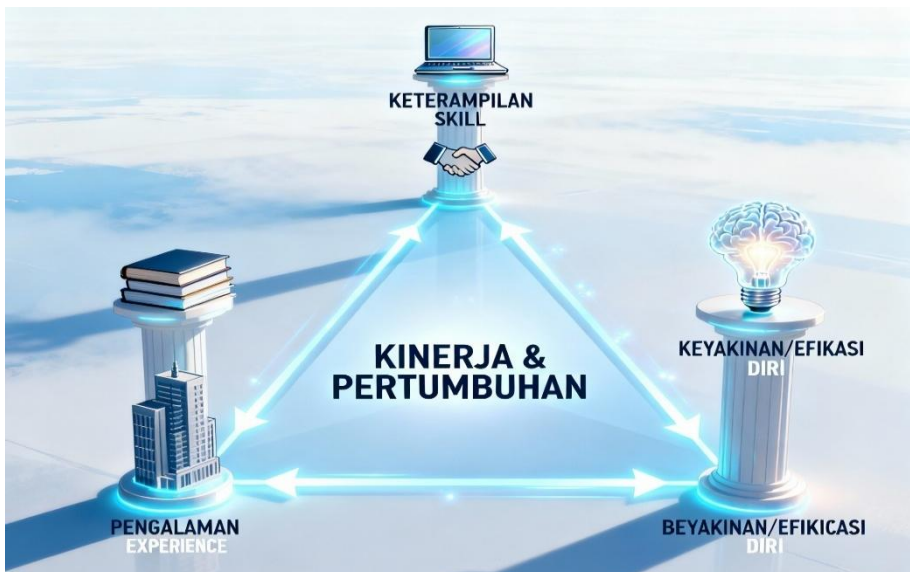 KETERAMPILAN
SKILL
KINERJA &
PERTUMBUHAN
KEYAKINAN/EFIKASI
DIRI
PENGALAMAN
EXPERIENCE
BEYAKINAN/EFIKICASI
DIRI